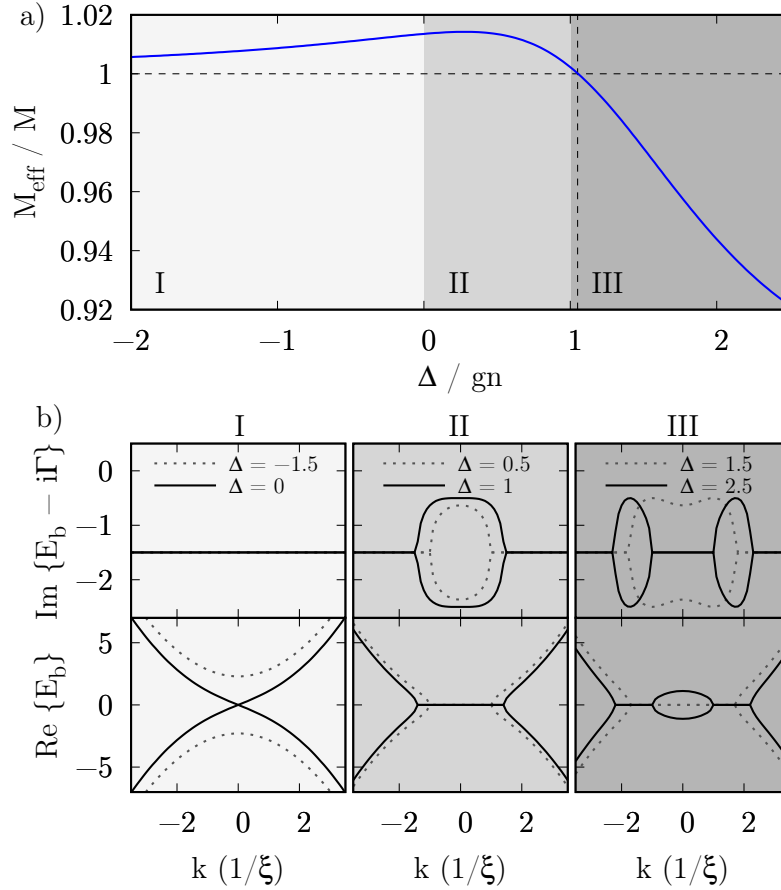 a)
1.02
1
0.98
0.96
0.94
0.92
M_eff / M
I II III
−2 −1 0 1 2
Δ / gn
b)
I II III
Im {E_b − iΓ}
0
−1
−2
Δ = −1.5
Δ = 0
Δ = 0.5
Δ = 1
Δ = 1.5
Δ = 2.5
Re {E_b}
5
0
−5
−2 0 2 −2 0 2 −2 0 2
k (1/ξ) k (1/ξ) k (1/ξ)